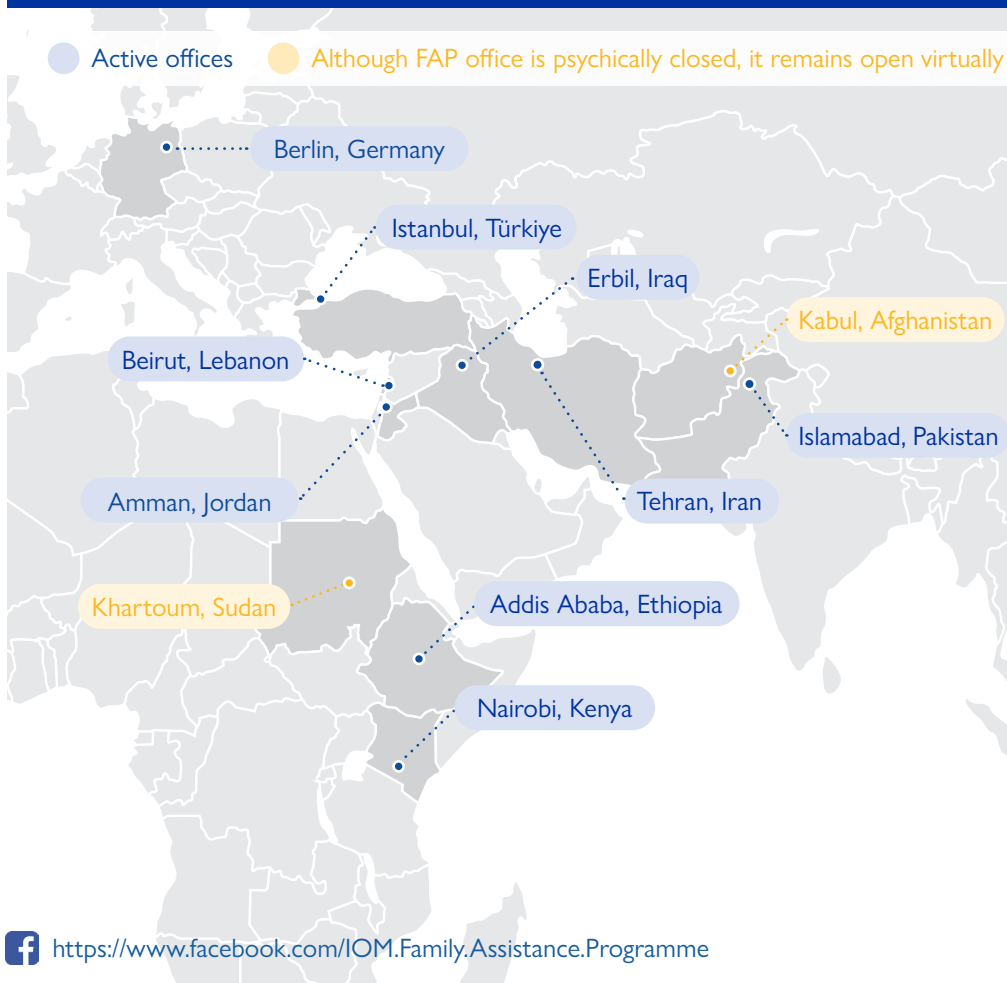 Active offices
Although FAP office is psychically closed, it remains open virtually
Berlin, Germany
Istanbul, Türkiye
Erbil, Iraq
Kabul, Afghanistan
Beirut, Lebanon
Islamabad, Pakistan
Amman, Jordan
Tehran, Iran
Khartoum, Sudan
Addis Ababa, Ethiopia
Nairobi, Kenya
https://www.facebook.com/IOM.Family.Assistance.Programme